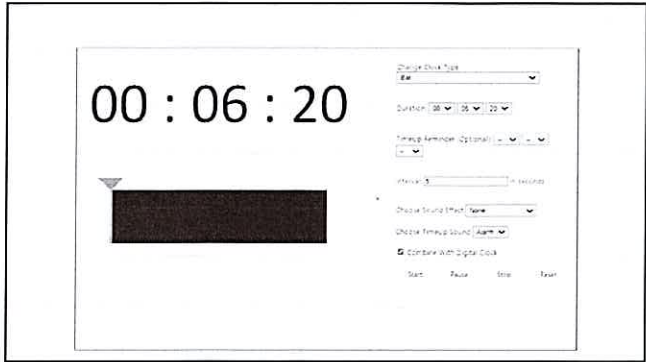 00 : 06 : 20
Change Clock Type
Bar
Duration 00 06 20
Timeup Reminder (Optional) -- --
--
Interval 5 in seconds
Choose Sound Effect None
Choose Timeup Sound Alarm
Combine With Digital Clock
Start Pause Stop Reset